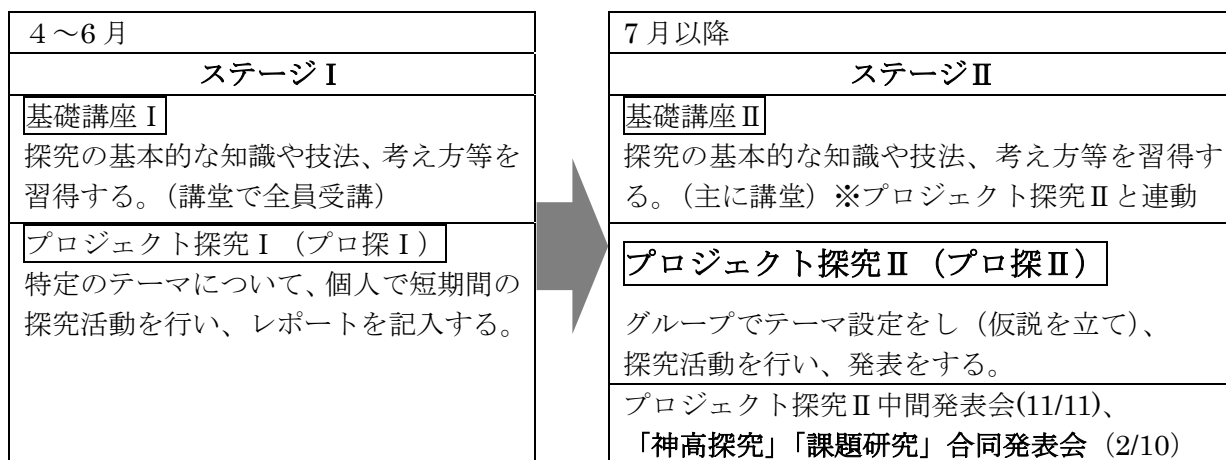 4~6月
ステージⅠ
基礎講座Ⅰ
探究の基本的な知識や技法、考え方等を
習得する。(講堂で全員受講)
プロジェクト探究Ⅰ(プロ探Ⅰ)
特定のテーマについて、個人で短期間の
探究活動を行い、レポートを記入する。
7月以降
ステージⅡ
基礎講座Ⅱ
探究の基本的な知識や技法、考え方等を習得す
る。(主に講堂)※プロジェクト探究Ⅱと連動
プロジェクト探究Ⅱ(プロ探Ⅱ)
グループでテーマ設定をし(仮説を立て)、
探究活動を行い、発表をする。
プロジェクト探究Ⅱ中間発表会(11/11)、
「神高探究」「課題研究」合同発表会(2/10)